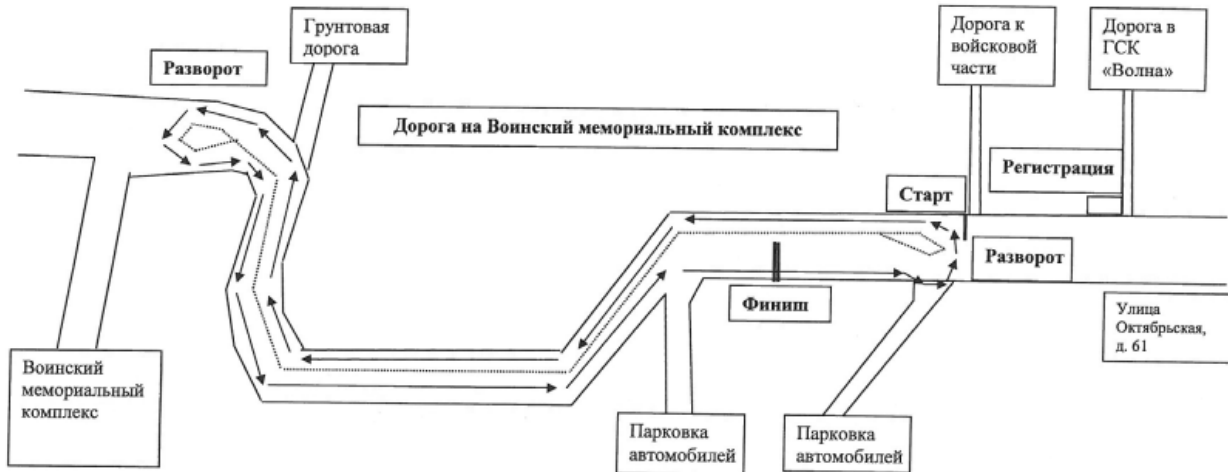 Грунтовая
дорога
Разворот
Дорога к
войсковой
части
Дорога в
ГСК
«Волна»
Дорога на Воинский мемориальный комплекс
Регистрация
Старт
Разворот
Финиш
Улица
Октябрьская,
д. 61
Воинский
мемориальный
комплекс
Парковка
автомобилей
Парковка
автомобилей